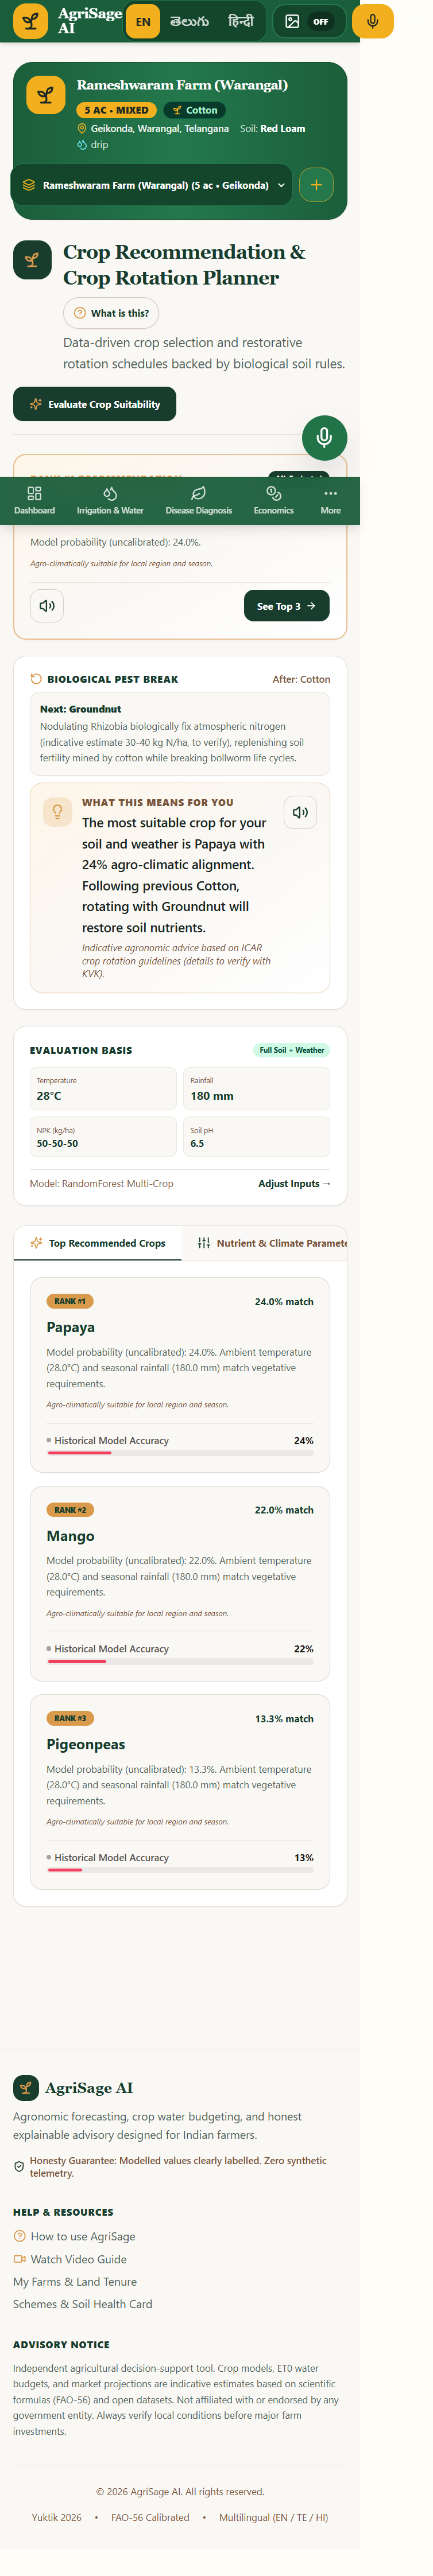 AgriSage AI
EN తెలుగు हिन्दी OFF
Rameshwaram Farm (Warangal)
5 AC - MIXED Cotton
Geikonda, Warangal, Telangana Soil: Red Loam
drip
Rameshwaram Farm (Warangal) (5 ac • Geikonda)
Crop Recommendation &
Crop Rotation Planner
What is this?
Data-driven crop selection and restorative
rotation schedules backed by biological soil rules.
Evaluate Crop Suitability
Dashboard Irrigation & Water Disease Diagnosis Economics More
Model probability (uncalibrated): 24.0%.
Agro-climatically suitable for local region and season.
See Top 3 →
BIOLOGICAL PEST BREAK After: Cotton
Next: Groundnut
Nodulating Rhizobia biologically fix atmospheric nitrogen
(indicative estimate 30-40 kg N/ha, to verify), replenishing soil
fertility mined by cotton while breaking bollworm life cycles.
WHAT THIS MEANS FOR YOU
The most suitable crop for your
soil and weather is Papaya with
24% agro-climatic alignment.
Following previous Cotton,
rotating with Groundnut will
restore soil nutrients.
Indicative agronomic advice based on ICAR
crop rotation guidelines (details to verify with
KVK).
EVALUATION BASIS Full Soil + Weather
Temperature Rainfall
28°C 180 mm
NPK (kg/ha) Soil pH
50-50-50 6.5
Model: RandomForest Multi-Crop Adjust Inputs →
Top Recommended Crops Nutrient & Climate Paramete
RANK #1 24.0% match
Papaya
Model probability (uncalibrated): 24.0%. Ambient temperature
(28.0°C) and seasonal rainfall (180.0 mm) match vegetative
requirements.
Agro-climatically suitable for local region and season.
Historical Model Accuracy 24%
RANK #2 22.0% match
Mango
Model probability (uncalibrated): 22.0%. Ambient temperature
(28.0°C) and seasonal rainfall (180.0 mm) match vegetative
requirements.
Agro-climatically suitable for local region and season.
Historical Model Accuracy 22%
RANK #3 13.3% match
Pigeonpeas
Model probability (uncalibrated): 13.3%. Ambient temperature
(28.0°C) and seasonal rainfall (180.0 mm) match vegetative
requirements.
Agro-climatically suitable for local region and season.
Historical Model Accuracy 13%
AgriSage AI
Agronomic forecasting, crop water budgeting, and honest
explainable advisory designed for Indian farmers.
Honesty Guarantee: Modelled values clearly labelled. Zero synthetic
telemetry.
HELP & RESOURCES
How to use AgriSage
Watch Video Guide
My Farms & Land Tenure
Schemes & Soil Health Card
ADVISORY NOTICE
Independent agricultural decision-support tool. Crop models, ET0 water
budgets, and market projections are indicative estimates based on scientific
formulas (FAO-56) and open datasets. Not affiliated with or endorsed by any
government entity. Always verify local conditions before major farm
investments.
© 2026 AgriSage AI. All rights reserved.
Yuktik 2026 • FAO-56 Calibrated • Multilingual (EN / TE / HI)